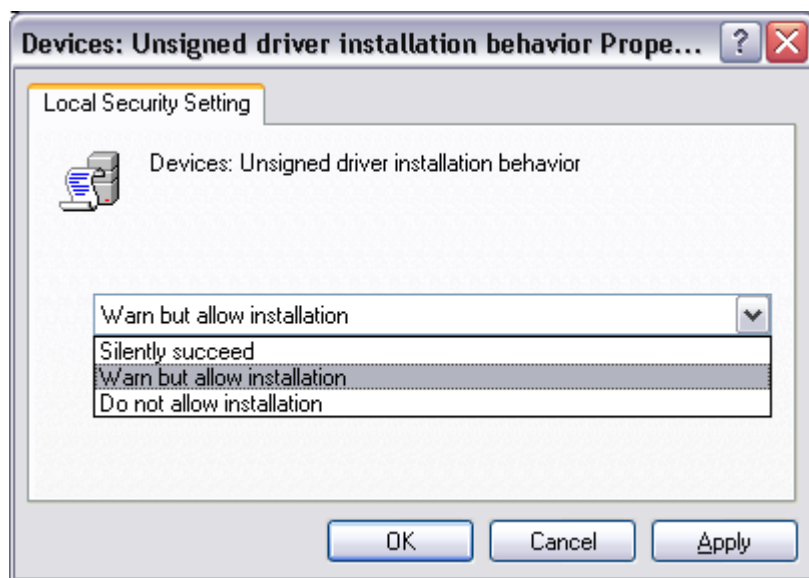 Devices: Unsigned driver installation behavior Prope...
Local Security Setting
Devices: Unsigned driver installation behavior
Warn but allow installation
Silently succeed
Warn but allow installation
Do not allow installation
OK Cancel Apply